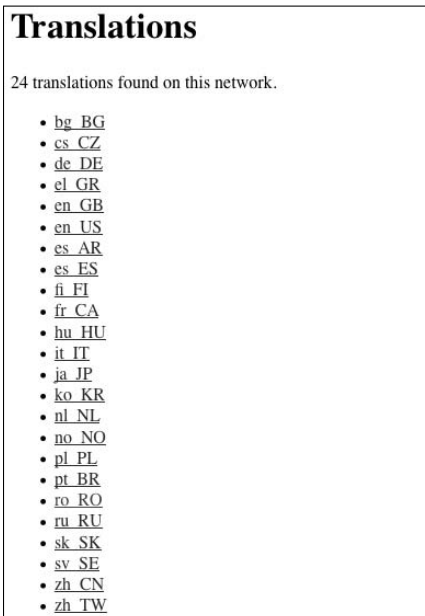 Translations
24 translations found on this network.
bg_BG
cs_CZ
de_DE
el_GR
en_GB
en_US
es_AR
es_ES
fi_FI
fr_CA
hu_HU
it_IT
ja_JP
ko_KR
nl_NL
no_NO
pl_PL
pt_BR
ro_RO
ru_RU
sk_SK
sv_SE
zh_CN
zh_TW